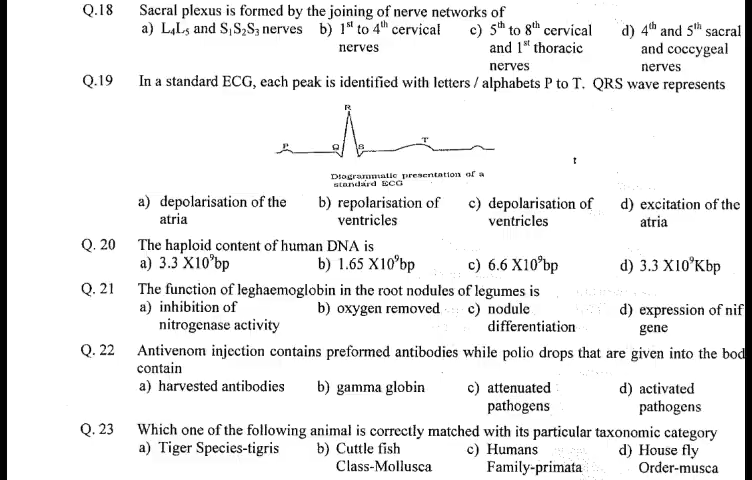 Q.18 Sacral plexus is formed by the joining of nerve networks of
a) L₄L₅ and S₁S₂S₃ nerves b) 1st to 4th cervical nerves c) 5th to 8th cervical and 1st thoracic nerves d) 4th and 5th sacral and coccygeal nerves
Q.19 In a standard ECG, each peak is identified with letters / alphabets P to T. QRS wave represents
R
P Q S T
Diagrammatic presentation of a
standard ECG
a) depolarisation of the atria b) repolarisation of ventricles c) depolarisation of ventricles d) excitation of the atria
Q. 20 The haploid content of human DNA is
a) 3.3 X10⁹bp b) 1.65 X10⁹bp c) 6.6 X10⁹bp d) 3.3 X10⁹Kbp
Q. 21 The function of leghaemoglobin in the root nodules of legumes is
a) inhibition of nitrogenase activity b) oxygen removed c) nodule differentiation d) expression of nif gene
Q. 22 Antivenom injection contains preformed antibodies while polio drops that are given into the bod
contain
a) harvested antibodies b) gamma globin c) attenuated pathogens d) activated pathogens
Q. 23 Which one of the following animal is correctly matched with its particular taxonomic category
a) Tiger Species-tigris b) Cuttle fish Class-Mollusca c) Humans Family-primata d) House fly Order-musca